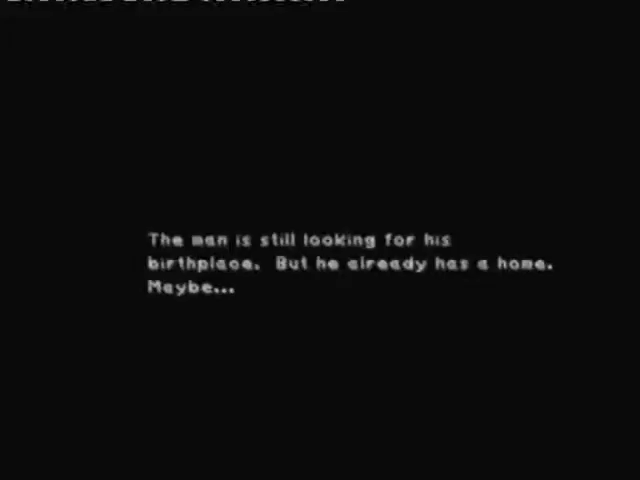 The man is still looking for his
birthplace. But he already has a home.
Maybe...